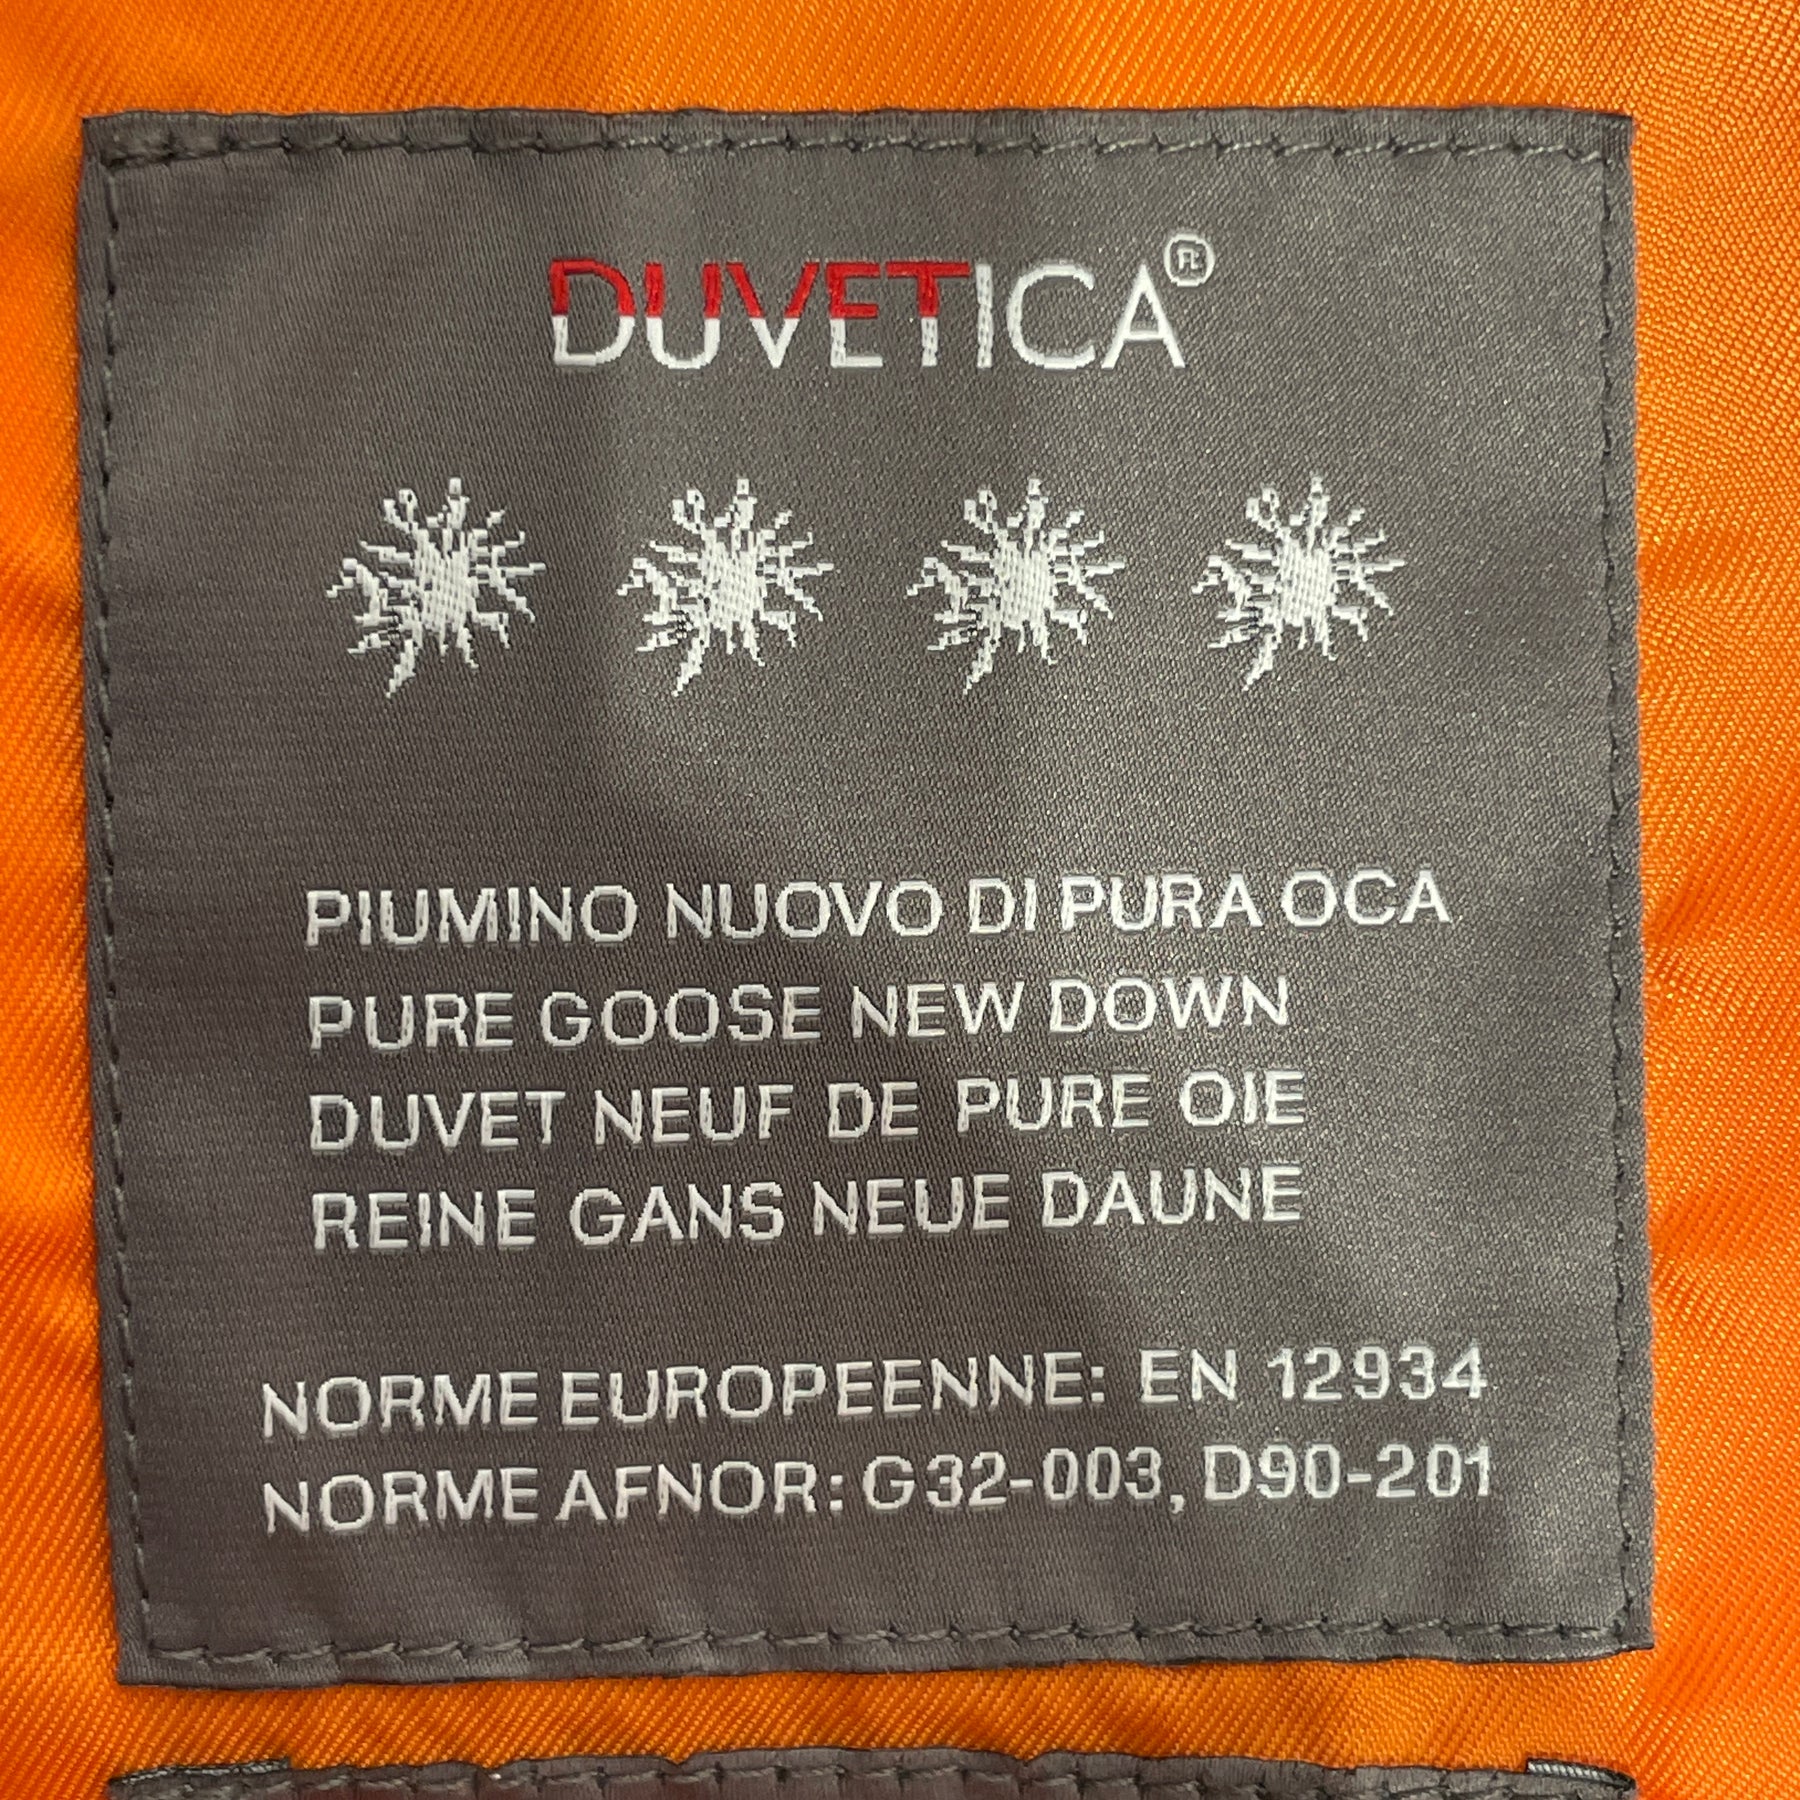 DUVETICA®
PIUMINO NUOVO DI PURA OCA
PURE GOOSE NEW DOWN
DUVET NEUF DE PURE OIE
REINE GANS NEUE DAUNE
NORME EUROPEENNE: EN 12934
NORME AFNOR: G32-003, D90-201